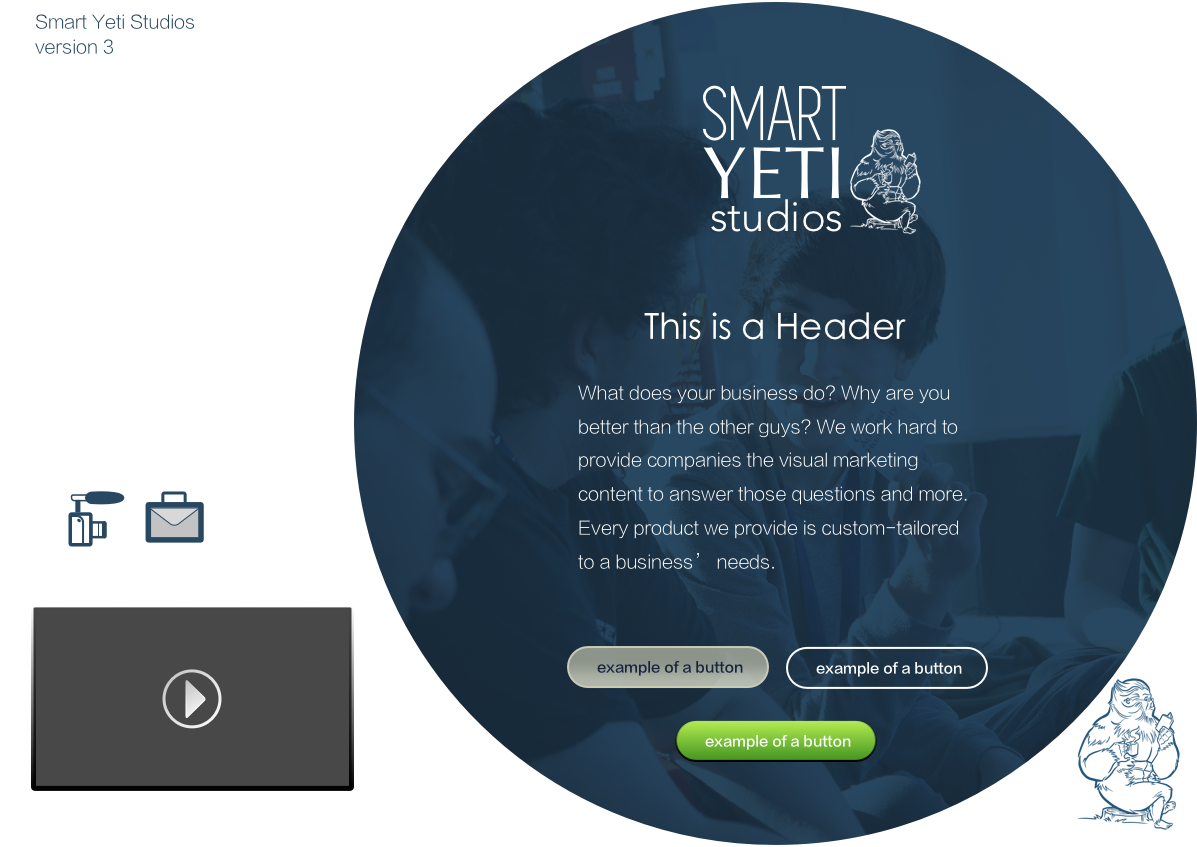 Smart Yeti Studios
version 3
SMART
YETI
studios
This is a Header
What does your business do? Why are you
better than the other guys? We work hard to
provide companies the visual marketing
content to answer those questions and more.
Every product we provide is custom-tailored
to a business’ needs.
example of a button
example of a button
example of a button